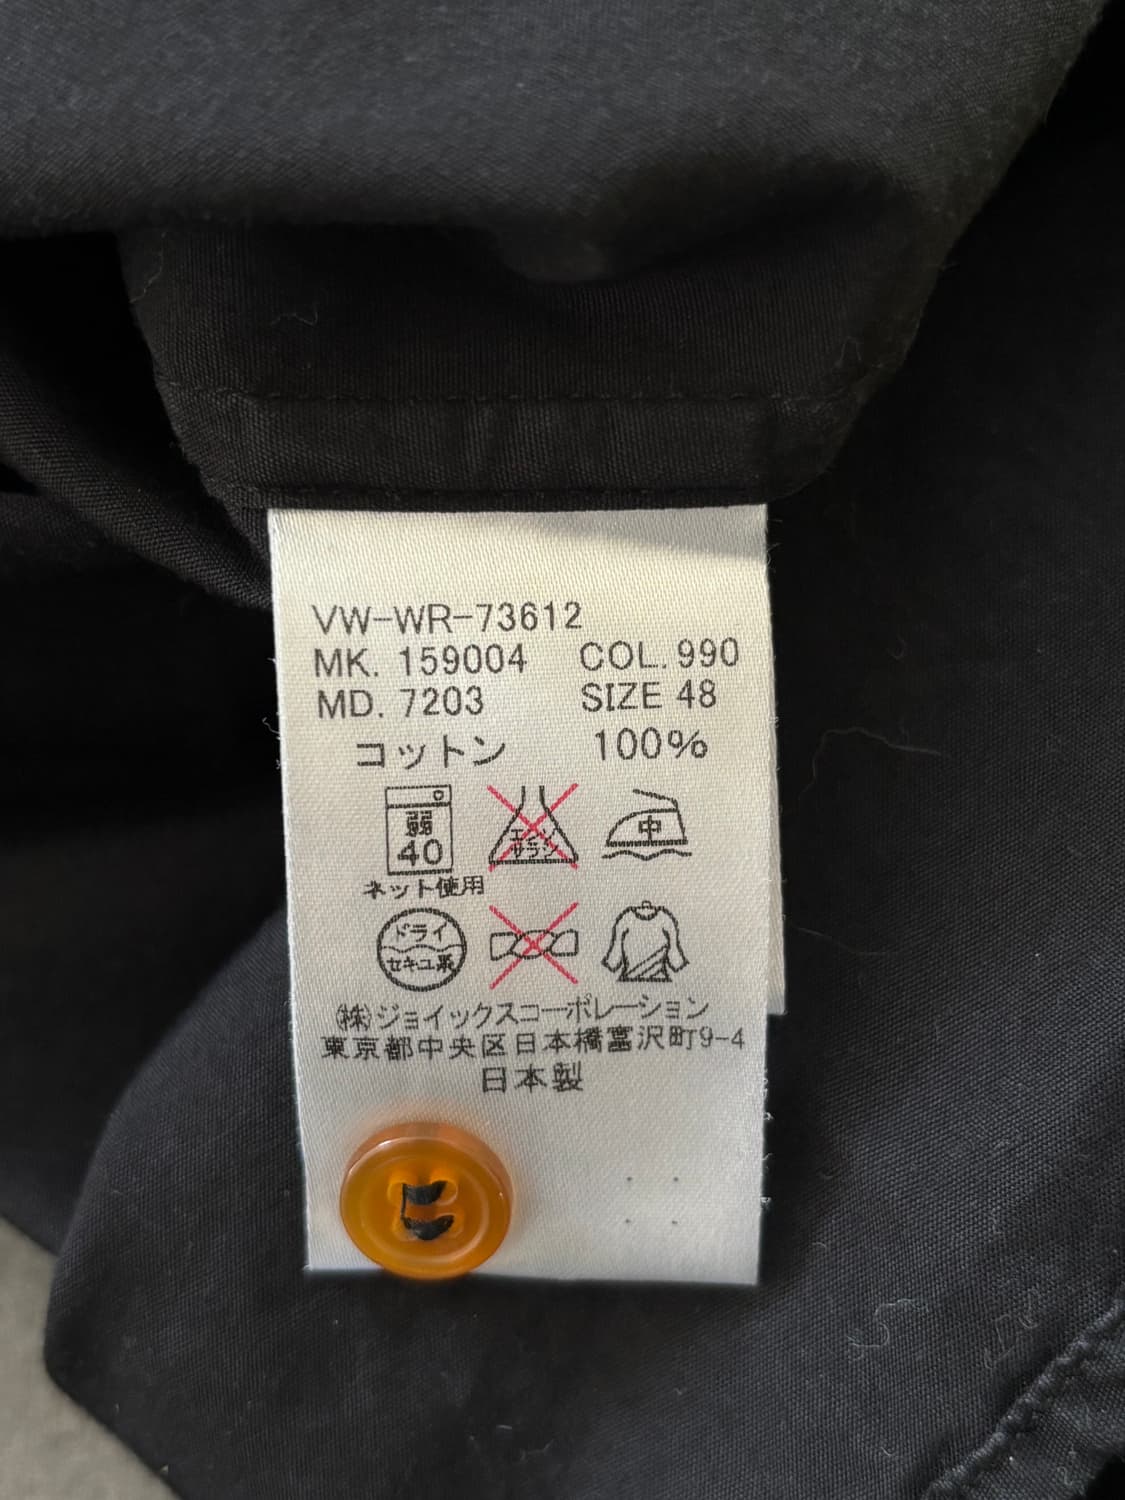 VW-WR-73612
MK. 159004 COL. 990
MD. 7203 SIZE 48
コットン 100%
弱 エンソ 中
40 サラシ
ネット使用
ドライ
セキユ系
(株)ジョイックスコーポレーション
東京都中央区日本橋富沢町9-4
日本製